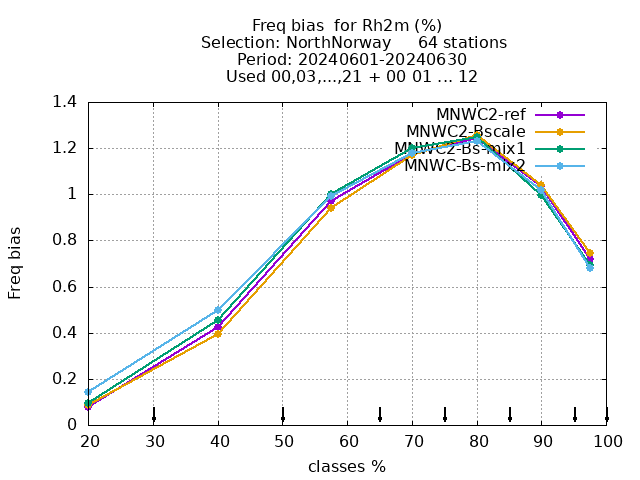 Freq bias  for Rh2m (%)
Selection: NorthNorway     64 stations
Period: 20240601-20240630
Used 00,03,...,21 + 00 01 ... 12
MNWC2-ref
MNWC2-Bscale
MNWC2-Bs-mix1
MNWC-Bs-mix2
1.4
1.2
1
0.8
0.6
0.4
0.2
0
Freq bias
20 30 40 50 60 70 80 90 100
classes %